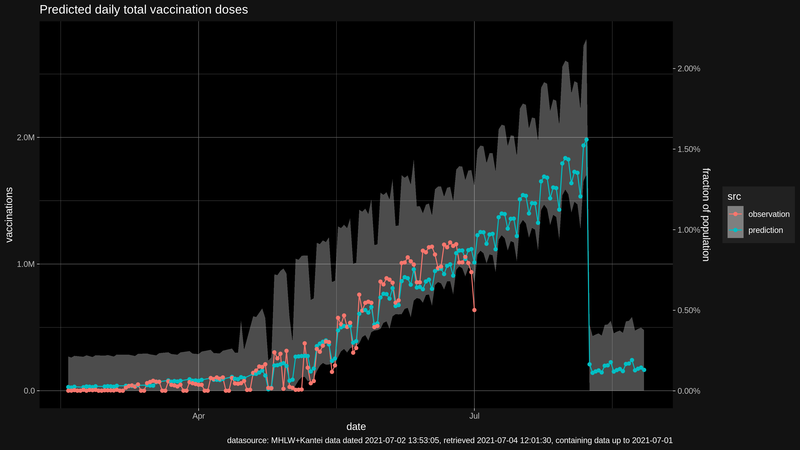 Predicted daily total vaccination doses
vaccinations
2.0M
1.0M
0.0
2.00%
1.50%
1.00%
0.50%
0.00%
fraction of population
src
observation
prediction
Apr
Jul
date
datasource: MHLW+Kantei data dated 2021-07-02 13:53:05, retrieved 2021-07-04 12:01:30, containing data up to 2021-07-01